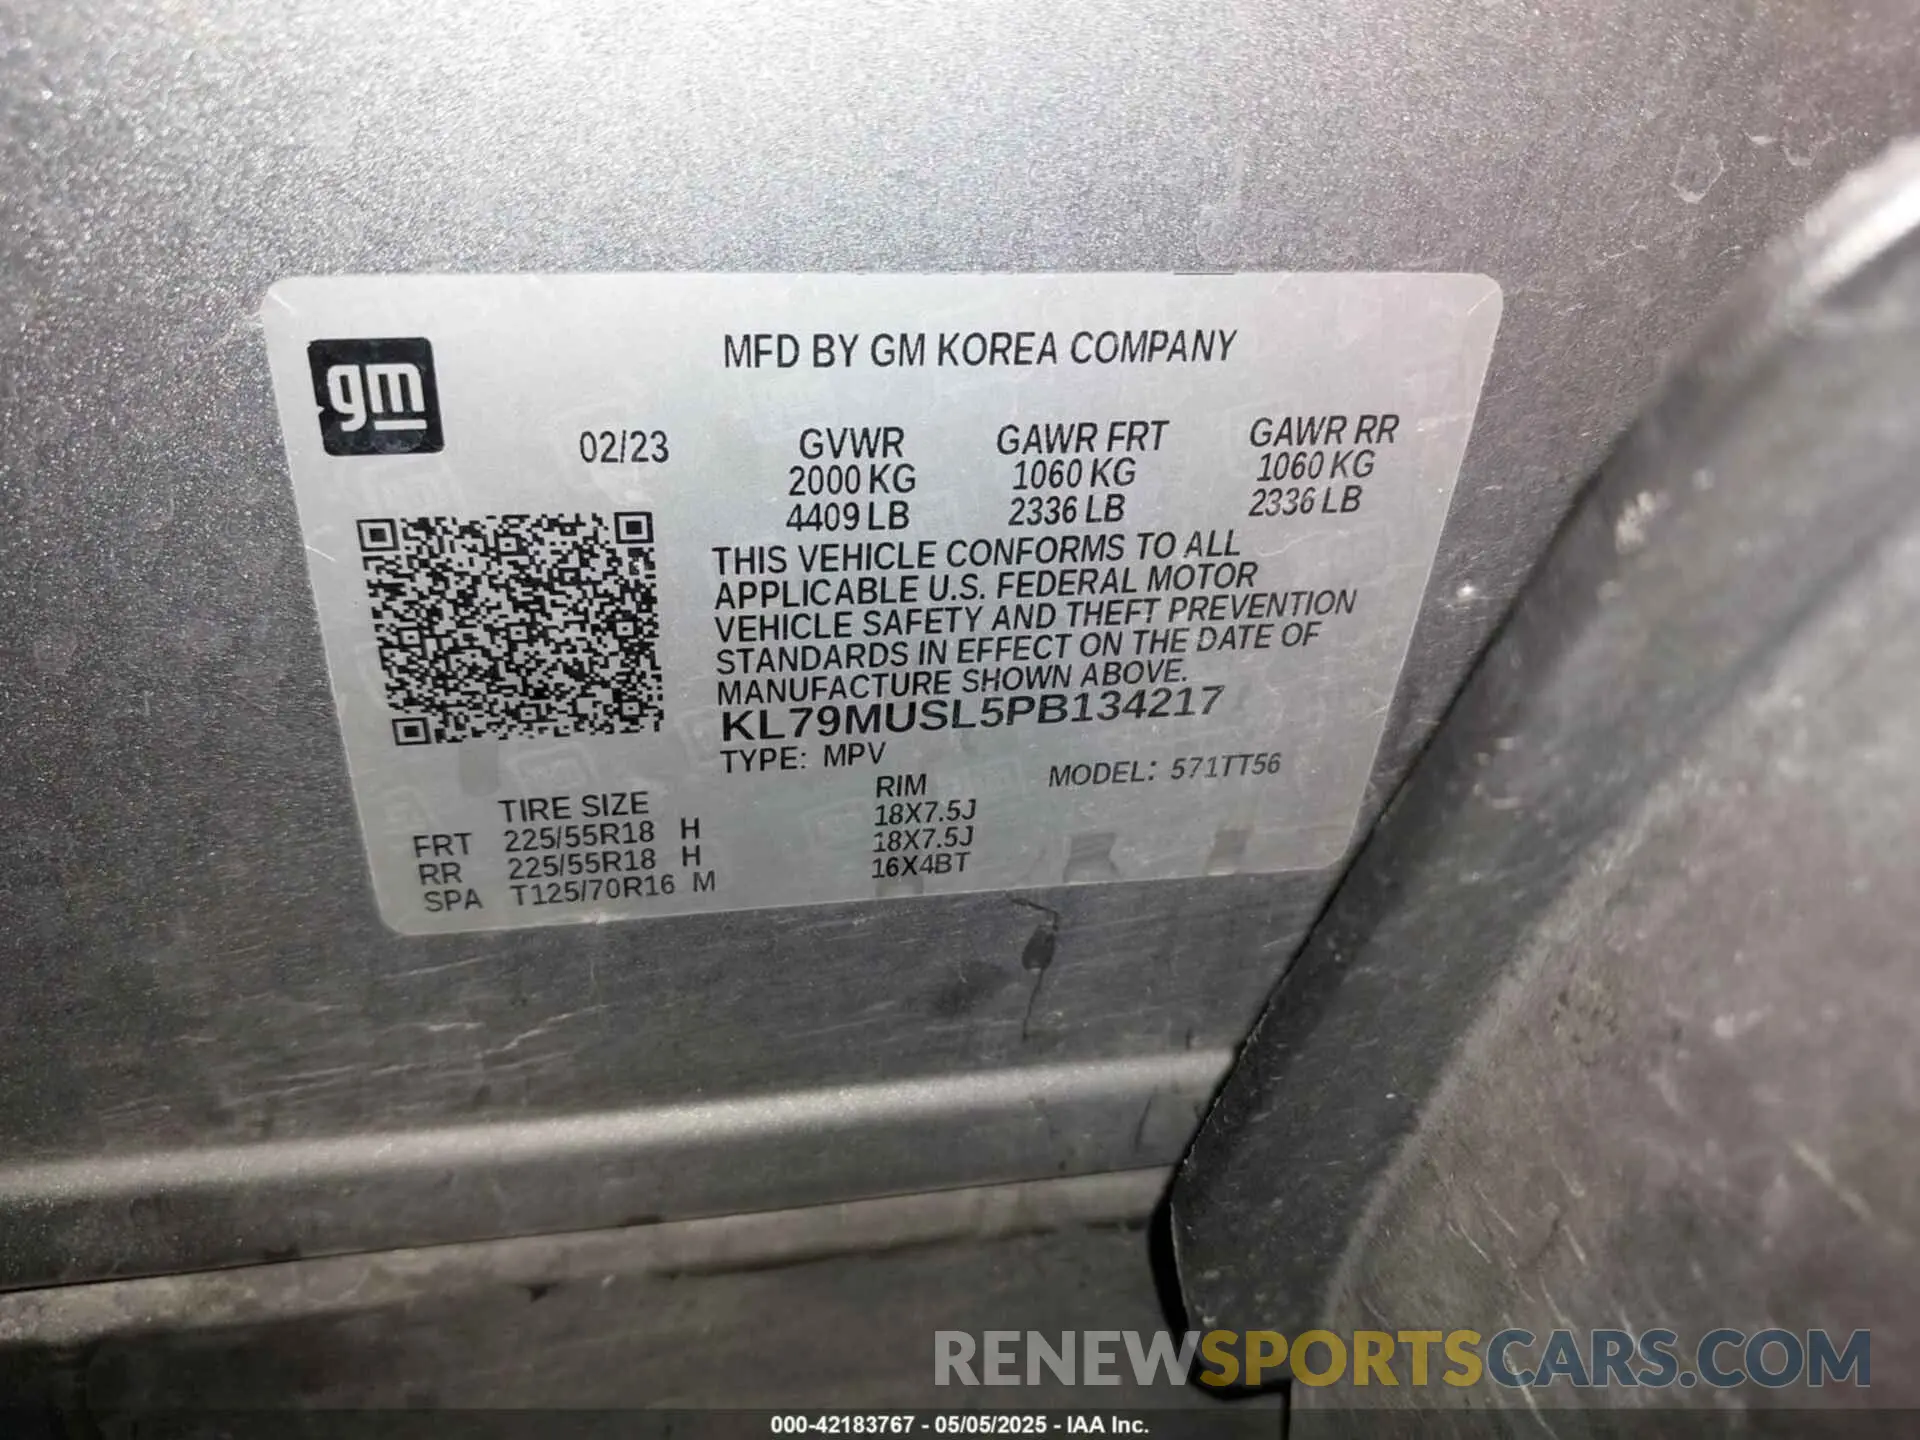 gm
MFD BY GM KOREA COMPANY
02/23
GVWR GAWR FRT GAWR RR
2000 KG 1060 KG 1060 KG
4409 LB 2336 LB 2336 LB
THIS VEHICLE CONFORMS TO ALL
APPLICABLE U.S. FEDERAL MOTOR
VEHICLE SAFETY AND THEFT PREVENTION
STANDARDS IN EFFECT ON THE DATE OF
MANUFACTURE SHOWN ABOVE.
KL79MUSL5PB134217
TYPE: MPV MODEL: 571TT56
TIRE SIZE RIM
FRT 225/55R18 H 18X7.5J
RR 225/55R18 H 18X7.5J
SPA T125/70R16 M 16X4BT
RENEWSPORTSCARS.COM
000-42183767 - 05/05/2025 - IAA Inc.